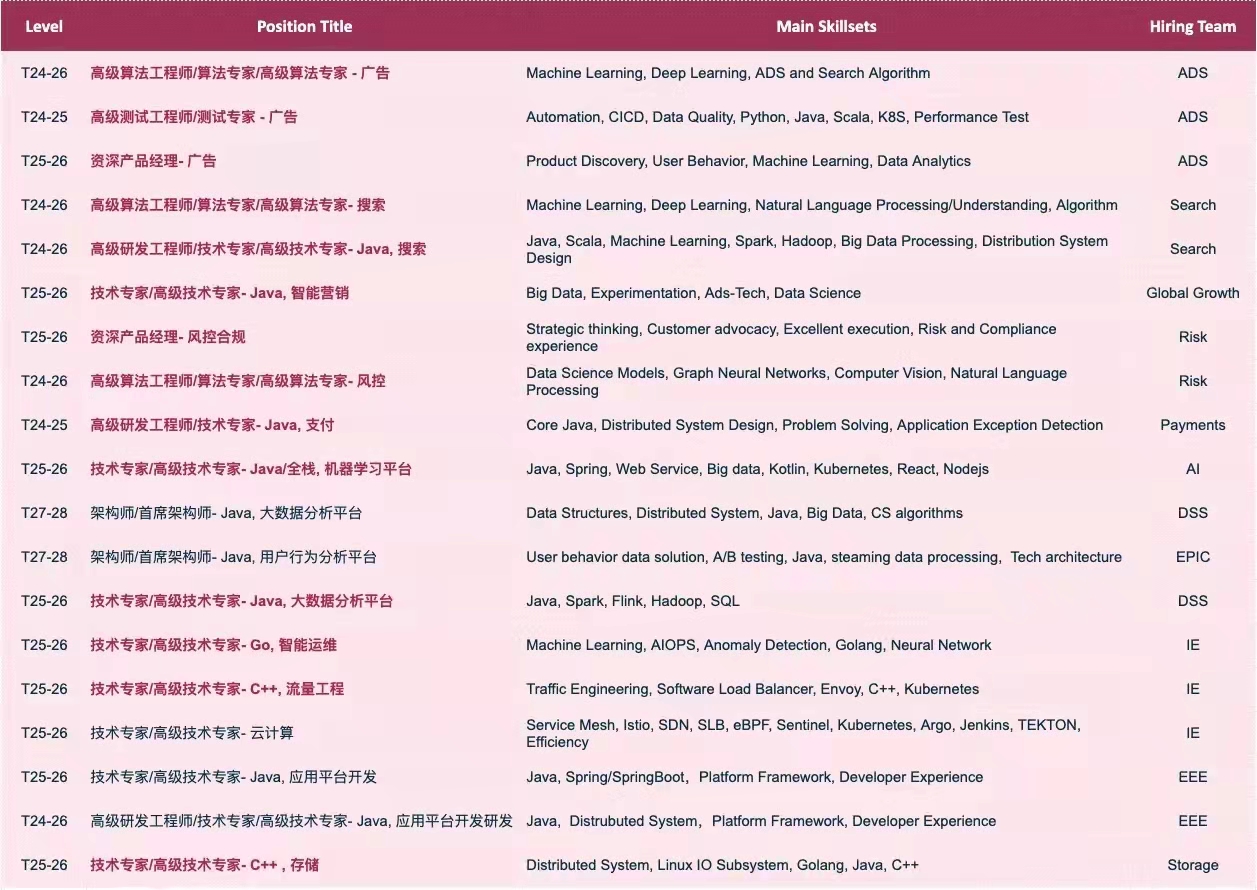 Level Position Title Main Skillsets Hiring Team
T24-26 高级算法工程师/算法专家/高级算法专家 - 广告 Machine Learning, Deep Learning, ADS and Search Algorithm ADS
T24-25 高级测试工程师/测试专家 - 广告 Automation, CICD, Data Quality, Python, Java, Scala, K8S, Performance Test ADS
T25-26 资深产品经理- 广告 Product Discovery, User Behavior, Machine Learning, Data Analytics ADS
T24-26 高级算法工程师/算法专家/高级算法专家- 搜索 Machine Learning, Deep Learning, Natural Language Processing/Understanding, Algorithm Search
T24-26 高级研发工程师/技术专家/高级技术专家- Java, 搜索 Java, Scala, Machine Learning, Spark, Hadoop, Big Data Processing, Distribution System
Design Search
T25-26 技术专家/高级技术专家- Java, 智能营销 Big Data, Experimentation, Ads-Tech, Data Science Global Growth
T25-26 资深产品经理- 风控合规 Strategic thinking, Customer advocacy, Excellent execution, Risk and Compliance
experience Risk
T24-26 高级算法工程师/算法专家/高级算法专家- 风控 Data Science Models, Graph Neural Networks, Computer Vision, Natural Language
Processing Risk
T24-25 高级研发工程师/技术专家- Java, 支付 Core Java, Distributed System Design, Problem Solving, Application Exception Detection Payments
T25-26 技术专家/高级技术专家- Java/全栈, 机器学习平台 Java, Spring, Web Service, Big data, Kotlin, Kubernetes, React, Nodejs AI
T27-28 架构师/首席架构师- Java, 大数据分析平台 Data Structures, Distributed System, Java, Big Data, CS algorithms DSS
T27-28 架构师/首席架构师- Java, 用户行为分析平台 User behavior data solution, A/B testing, Java, steaming data processing，Tech architecture EPIC
T25-26 技术专家/高级技术专家- Java, 大数据分析平台 Java, Spark, Flink, Hadoop, SQL DSS
T25-26 技术专家/高级技术专家- Go, 智能运维 Machine Learning, AIOPS, Anomaly Detection, Golang, Neural Network IE
T25-26 技术专家/高级技术专家- C++, 流量工程 Traffic Engineering, Software Load Balancer, Envoy, C++, Kubernetes IE
T25-26 技术专家/高级技术专家- 云计算 Service Mesh, Istio, SDN, SLB, eBPF, Sentinel, Kubernetes, Argo, Jenkins, TEKTON,
Efficiency IE
T25-26 技术专家/高级技术专家- Java, 应用平台开发 Java, Spring/SpringBoot，Platform Framework, Developer Experience EEE
T24-26 高级研发工程师/技术专家/高级技术专家- Java, 应用平台开发研发 Java，Distrubuted System，Platform Framework, Developer Experience EEE
T25-26 技术专家/高级技术专家- C++ , 存储 Distributed System, Linux IO Subsystem, Golang, Java, C++ Storage